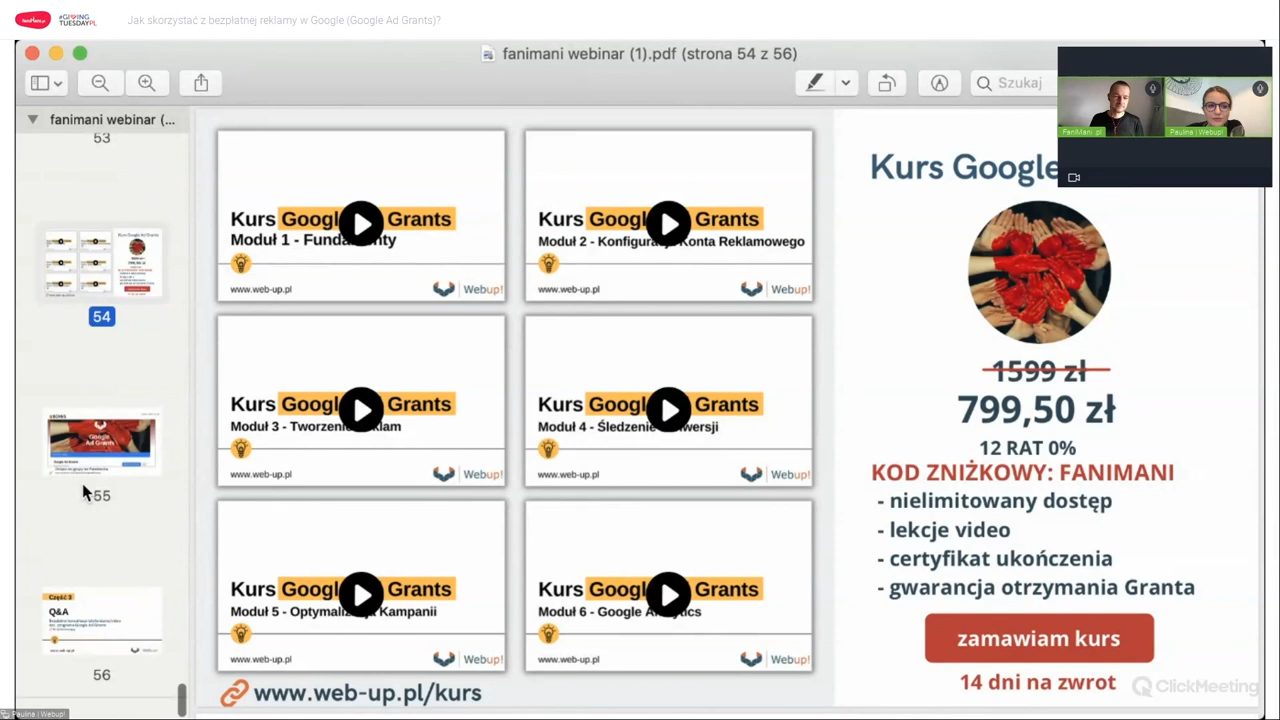 FaniMani.pl
#GIVING
TUESDAYPL
Jak skorzystać z bezpłatnej reklamy w Google (Google Ad Grants)?
fanimani webinar (1).pdf (strona 54 z 56)
Szukaj
FaniMani .pl
Paulina | Webup!
fanimani webinar (...
53
54
55
Część 3
Q&A
56
Kurs Google Grants
Moduł 1 - Fundamenty
www.web-up.pl
Webup!
Kurs Google Grants
Moduł 2 - Konfiguracja Konta Reklamowego
www.web-up.pl
Webup!
Kurs Google Grants
Moduł 3 - Tworzenie Reklam
www.web-up.pl
Webup!
Kurs Google Grants
Moduł 4 - Śledzenie Konwersji
www.web-up.pl
Webup!
Kurs Google Grants
Moduł 5 - Optymalizacja Kampanii
www.web-up.pl
Webup!
Kurs Google Grants
Moduł 6 - Google Analytics
www.web-up.pl
Webup!
www.web-up.pl/kurs
Kurs Google
1599 zł
799,50 zł
12 RAT 0%
KOD ZNIŻKOWY: FANIMANI
- nielimitowany dostęp
- lekcje video
- certyfikat ukończenia
- gwarancja otrzymania Granta
zamawiam kurs
14 dni na zwrot
ClickMeeting
Paulina | Webup!